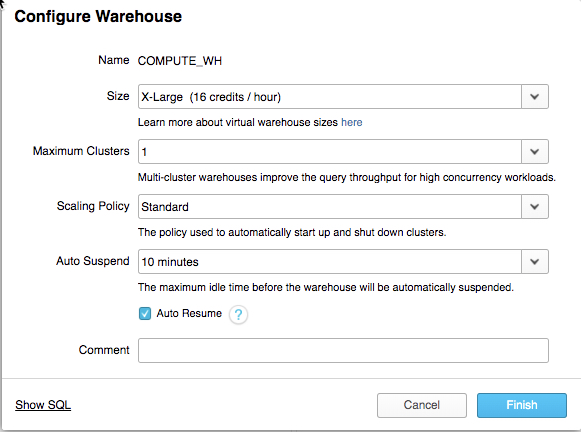 Configure Warehouse
Name COMPUTE_WH
Size X-Large (16 credits / hour)
Learn more about virtual warehouse sizes here
Maximum Clusters 1
Multi-cluster warehouses improve the query throughput for high concurrency workloads.
Scaling Policy Standard
The policy used to automatically start up and shut down clusters.
Auto Suspend 10 minutes
The maximum idle time before the warehouse will be automatically suspended.
Auto Resume ?
Comment
Show SQL Cancel Finish